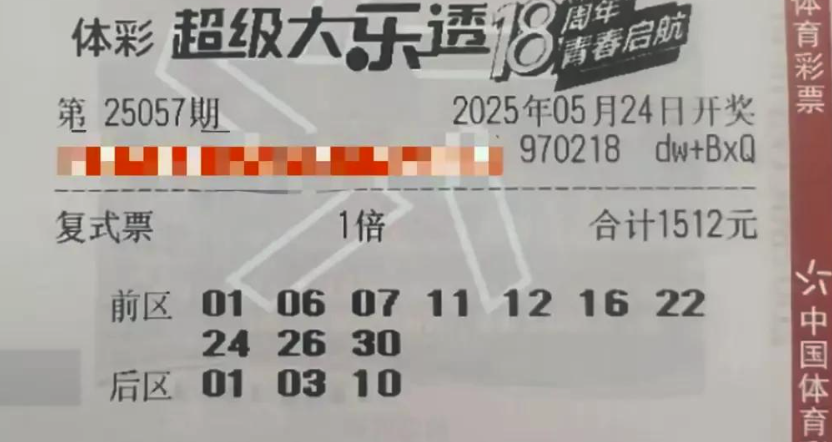 体彩 超级大乐透 18周年 青春启航
第 25057期 2025年05月24日开奖
970218 dw+BxQ
复式票 1倍 合计1512元
前区 01 06 07 11 12 16 22
24 26 30
后区 01 03 10
体育彩票
中国体育